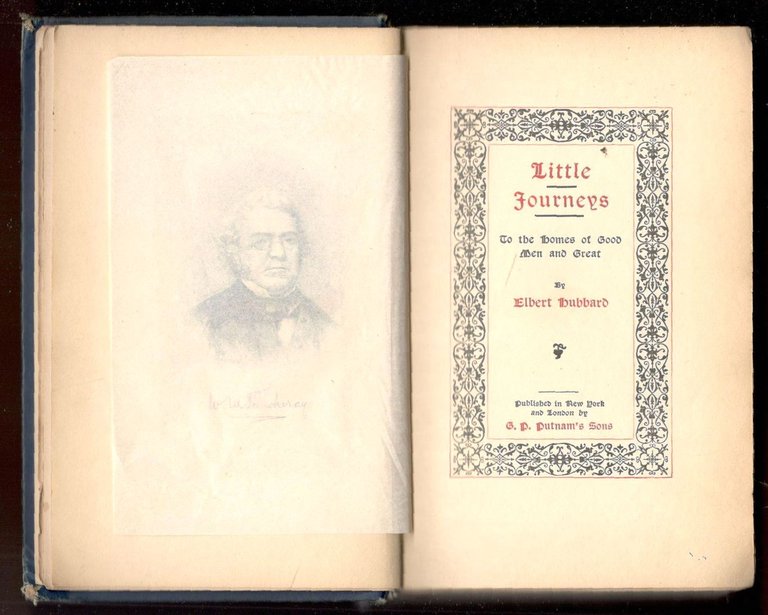 Little
Journeys
To the Homes of Good
Men and Great
By
Elbert Hubbard
Published in New York
and London by
G. P. Putnam's Sons